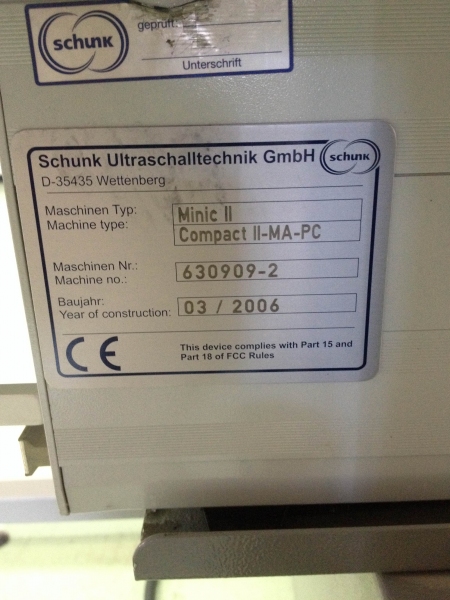 schunk
geprüft:
Unterschrift
Schunk Ultraschalltechnik GmbH schunk
D-35435 Wettenberg
Maschinen Typ: Minic II
Machine type: Compact II-MA-PC
Maschinen Nr.:
Machine no.: 630909-2
Baujahr:
Year of construction: 03 / 2006
CE
This device complies with Part 15 and
Part 18 of FCC Rules